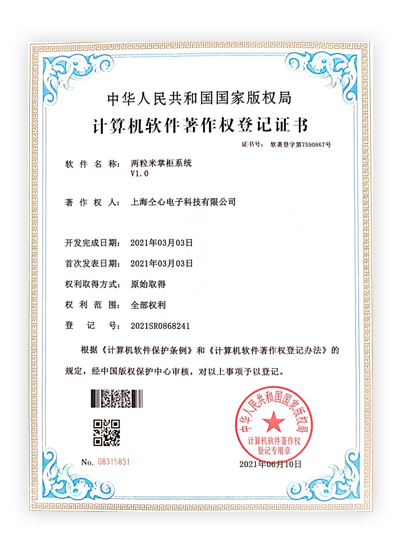 中华人民共和国国家版权局
计算机软件著作权登记证书
证书号： 软著登字第7590867号
软件名称： 两粒米掌柜系统
V1.0
著作权人： 上海仝心电子科技有限公司
开发完成日期： 2021年03月03日
首次发表日期： 2021年03月03日
权利取得方式： 原始取得
权利范围： 全部权利
登记号： 2021SR0868241
根据《计算机软件保护条例》和《计算机软件著作权登记办法》的
规定，经中国版权保护中心审核，对以上事项予以登记。
中华人民共和国国家版权局
计算机软件著作权
登记专用章
No. 08315831
2021年06月10日